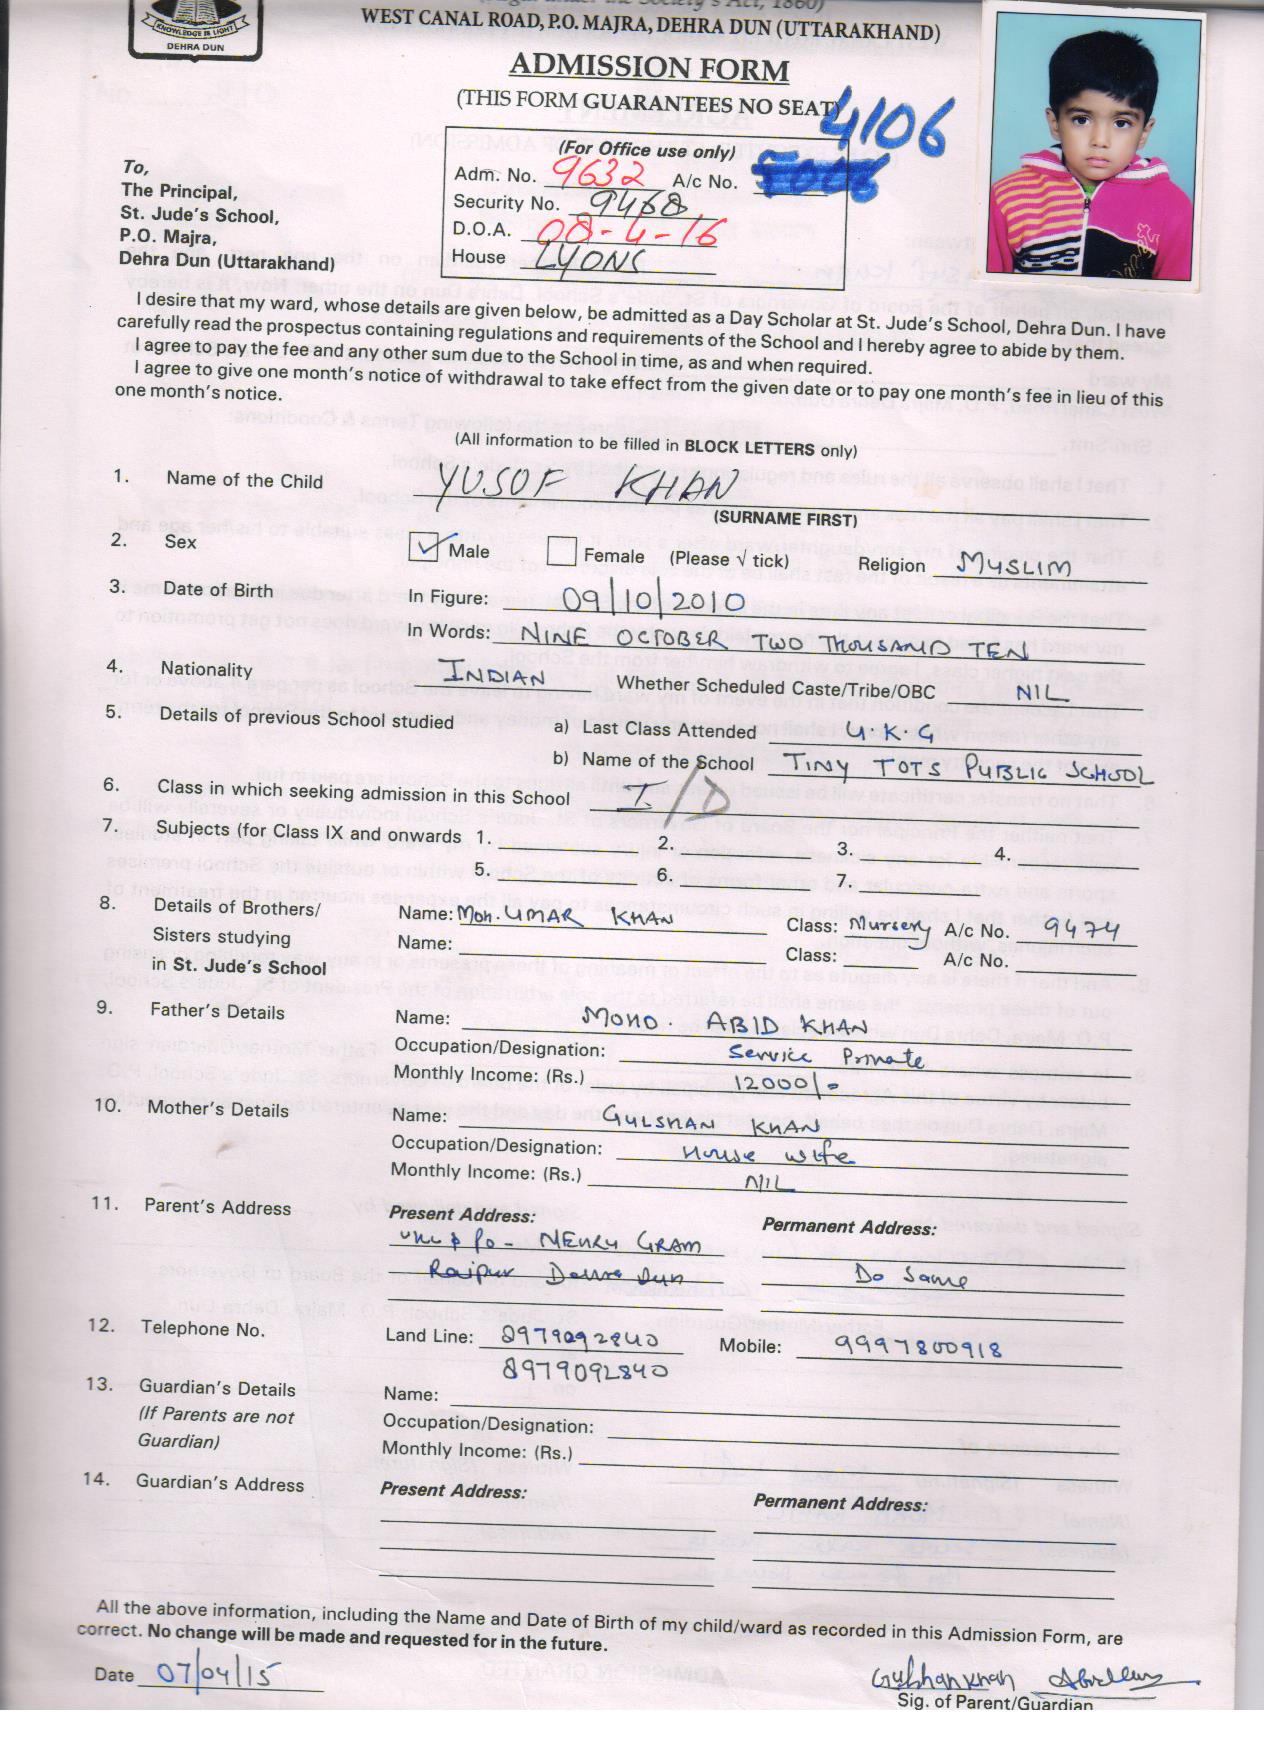 KNOWLEDGE IS LIGHT
DEHRA DUN
WEST CANAL ROAD, P.O. MAJRA, DEHRA DUN (UTTARAKHAND)
ADMISSION FORM
(THIS FORM GUARANTEES NO SEAT)
4106
(For Office use only)
Adm. No. 9632 A/c No.
Security No. 9468
D.O.A. 08-4-16
House LYONS
To,
The Principal,
St. Jude's School,
P.O. Majra,
Dehra Dun (Uttarakhand)
I desire that my ward, whose details are given below, be admitted as a Day Scholar at St. Jude's School, Dehra Dun. I have
carefully read the prospectus containing regulations and requirements of the School and I hereby agree to abide by them.
I agree to pay the fee and any other sum due to the School in time, as and when required.
I agree to give one month's notice of withdrawal to take effect from the given date or to pay one month's fee in lieu of this
one month's notice.
(All information to be filled in BLOCK LETTERS only)
1. Name of the Child YUSUF KHAN
(SURNAME FIRST)
2. Sex ✓ Male Female (Please √ tick) Religion MUSLIM
3. Date of Birth In Figure: 09/10/2010
In Words: NINE OCTOBER TWO THOUSAND TEN
4. Nationality INDIAN Whether Scheduled Caste/Tribe/OBC NIL
5. Details of previous School studied a) Last Class Attended U.K.G
b) Name of the School TINY TOTS PUBLIC SCHOOL
6. Class in which seeking admission in this School I/D
7. Subjects (for Class IX and onwards 1. 2. 3. 4.
5. 6. 7.
8. Details of Brothers/ Name: Moh. UMAR KHAN Class: Nursery A/c No. 9474
Sisters studying Name: Class: A/c No.
in St. Jude's School
9. Father's Details Name: MOHD. ABID KHAN
Occupation/Designation: Service Private
Monthly Income: (Rs.) 12000/-
10. Mother's Details Name: GULSHAN KHAN
Occupation/Designation: House wife
Monthly Income: (Rs.) NIL
11. Parent's Address Present Address: Permanent Address:
& Po- NEHRU GRAM
Raipur Dehra Dun Do Same
12. Telephone No. Land Line: 8979092840 Mobile: 9997800918
8979092840
13. Guardian's Details Name:
(If Parents are not Occupation/Designation:
Guardian) Monthly Income: (Rs.)
14. Guardian's Address Present Address: Permanent Address:
All the above information, including the Name and Date of Birth of my child/ward as recorded in this Admission Form, are
correct. No change will be made and requested for in the future.
Date 07/04/15 Gulshan Khan
Sig. of Parent/Guardian